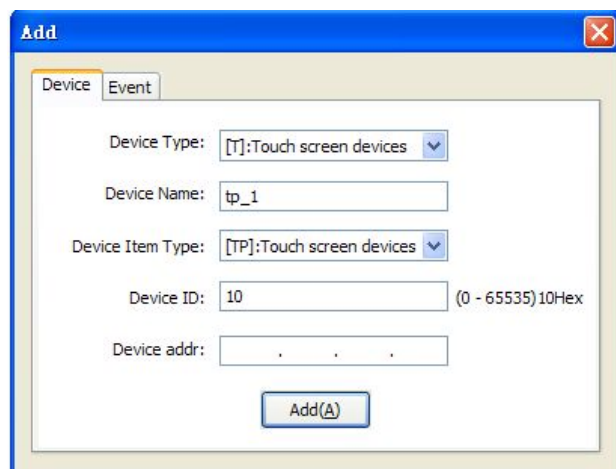 Add
Device Event
Device Type: [T]:Touch screen devices
Device Name: tp_1
Device Item Type: [TP]:Touch screen devices
Device ID: 10 (0 - 65535)10Hex
Device addr: . . .
Add(A)